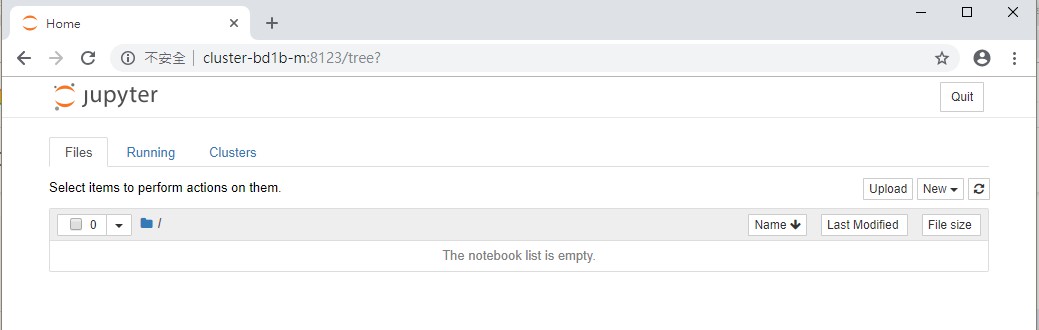 Home
不安全 cluster-bd1b-m:8123/tree?
jupyter Quit
Files Running Clusters
Select items to perform actions on them. Upload New
0 / Name Last Modified File size
The notebook list is empty.